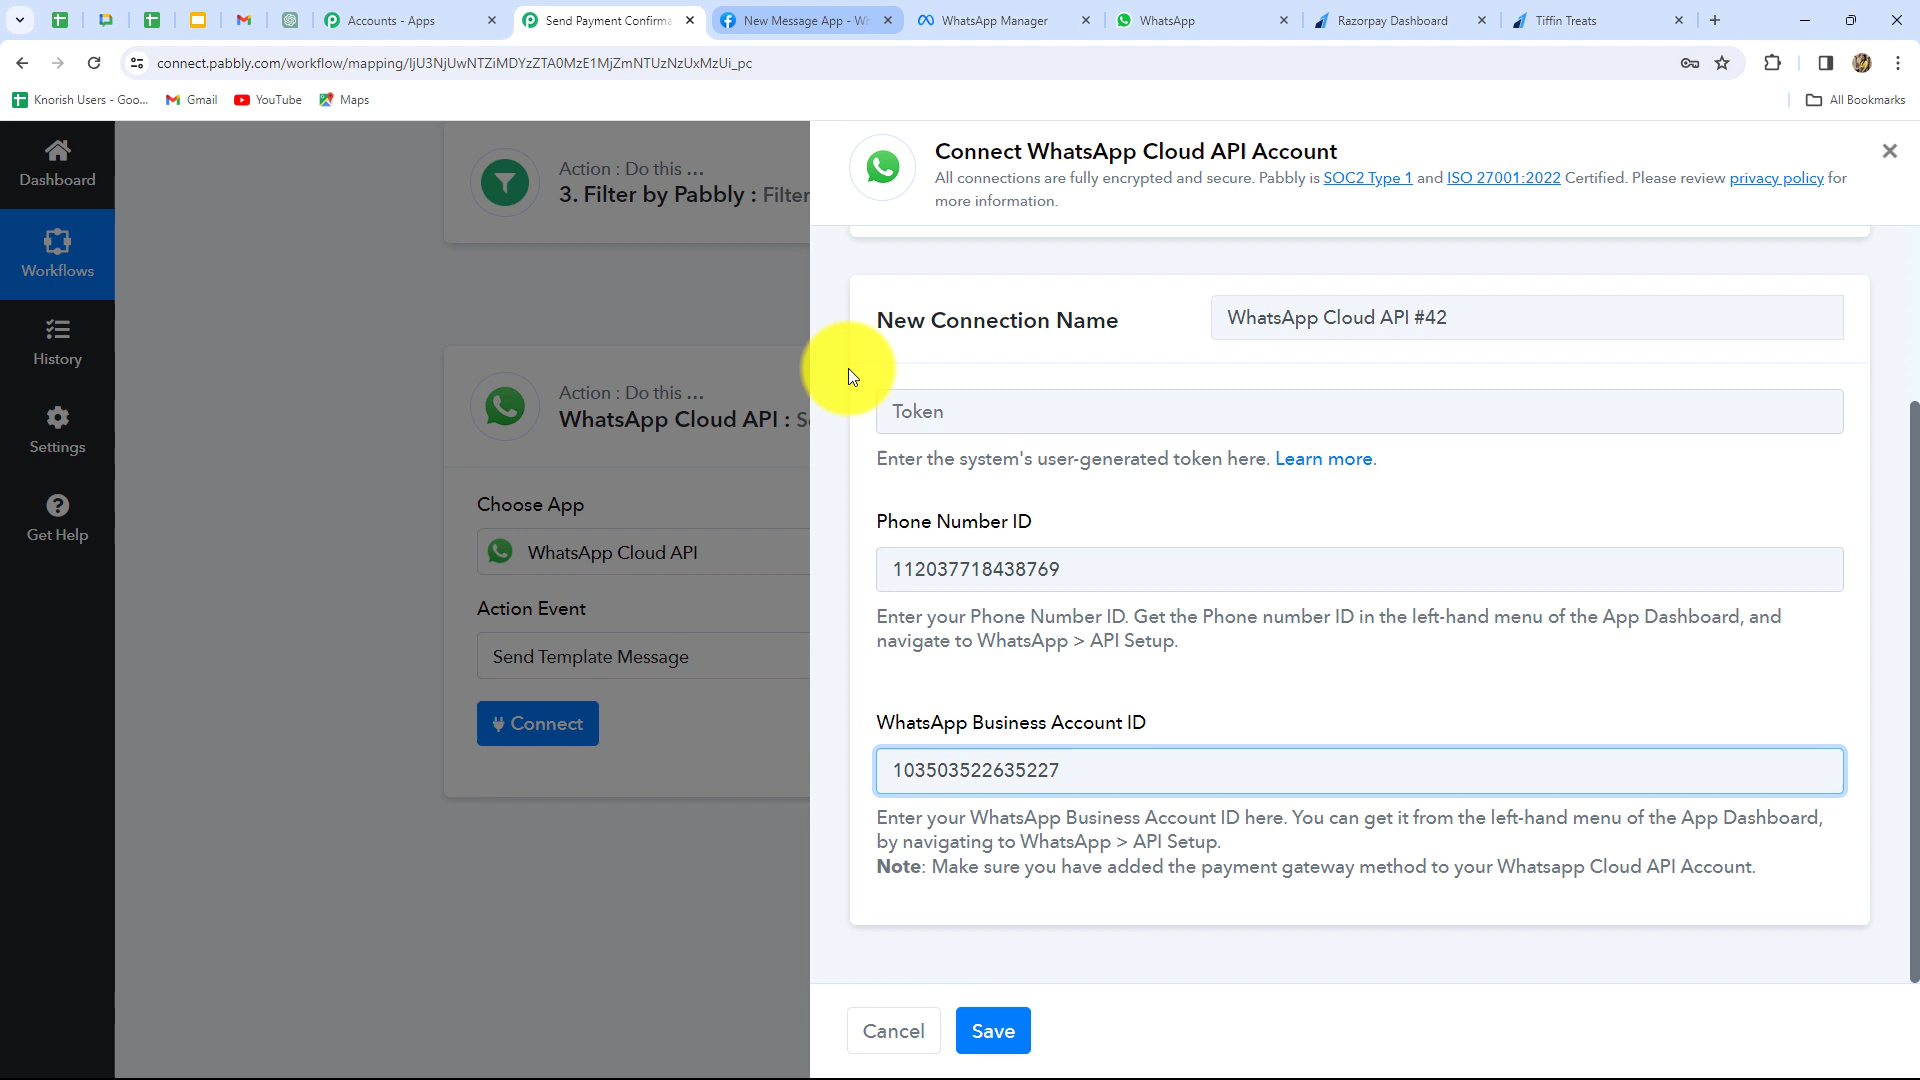 Accounts - Apps
Send Payment Confirma
New Message App - Wh
WhatsApp Manager
WhatsApp
Razorpay Dashboard
Tiffin Treats
connect.pabbly.com/workflow/mapping/IjU3NjUwNTZiMDYzZTA0MzE1MjZmNTUzNzUxMzUi_pc
Knorish Users - Goo...
Gmail
YouTube
Maps
All Bookmarks
Dashboard
Workflows
History
Settings
Get Help
Action : Do this ...
3. Filter by Pabbly : Filter
Action : Do this ...
WhatsApp Cloud API : S
Choose App
WhatsApp Cloud API
Action Event
Send Template Message
Connect
Connect WhatsApp Cloud API Account
All connections are fully encrypted and secure. Pabbly is SOC2 Type 1 and ISO 27001:2022 Certified. Please review privacy policy for
more information.
New Connection Name
WhatsApp Cloud API #42
Token
Enter the system's user-generated token here. Learn more.
Phone Number ID
112037718438769
Enter your Phone Number ID. Get the Phone number ID in the left-hand menu of the App Dashboard, and
navigate to WhatsApp > API Setup.
WhatsApp Business Account ID
103503522635227
Enter your WhatsApp Business Account ID here. You can get it from the left-hand menu of the App Dashboard,
by navigating to WhatsApp > API Setup.
Note: Make sure you have added the payment gateway method to your Whatsapp Cloud API Account.
Cancel
Save